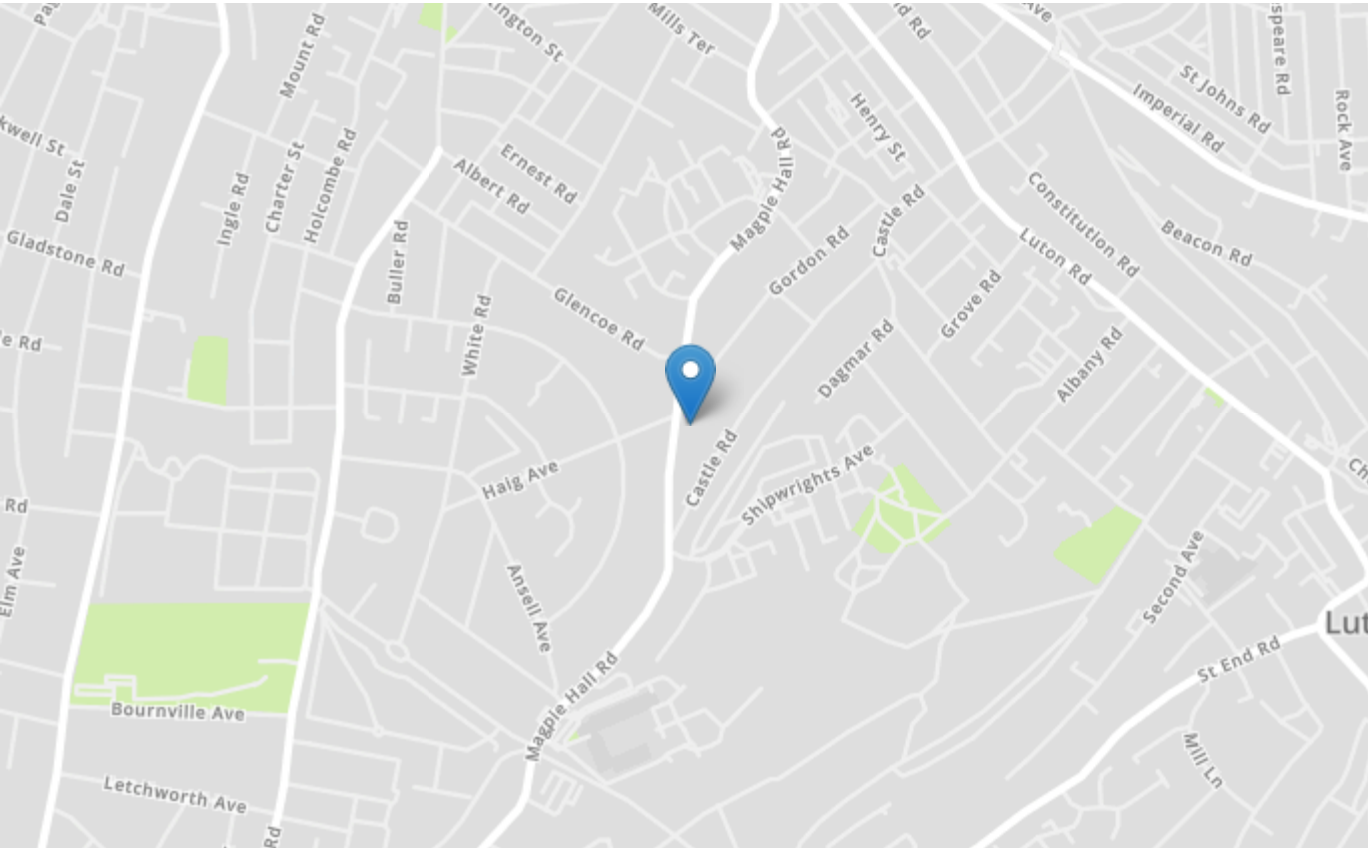 Mills Ter
Mount Rd
Henry St
St Johns Rd
Imperial Rd
Rock Ave
Dale St
Ingle Rd
Charter St
Holcombe Rd
Ernest Rd
Albert Rd
Magpie Hall Rd
Castle Rd
Constitution Rd
Beacon Rd
Gladstone Rd
Buller Rd
Gordon Rd
Luton Rd
Glencoe Rd
White Rd
Grove Rd
Dagmar Rd
Albany Rd
Haig Ave
Castle Rd
Shipwrights Ave
Rd
Elm Ave
Ansell Ave
Second Ave
St End Rd
Magpie Hall Rd
Bournville Ave
Mill Ln
Letchworth Ave
Rd